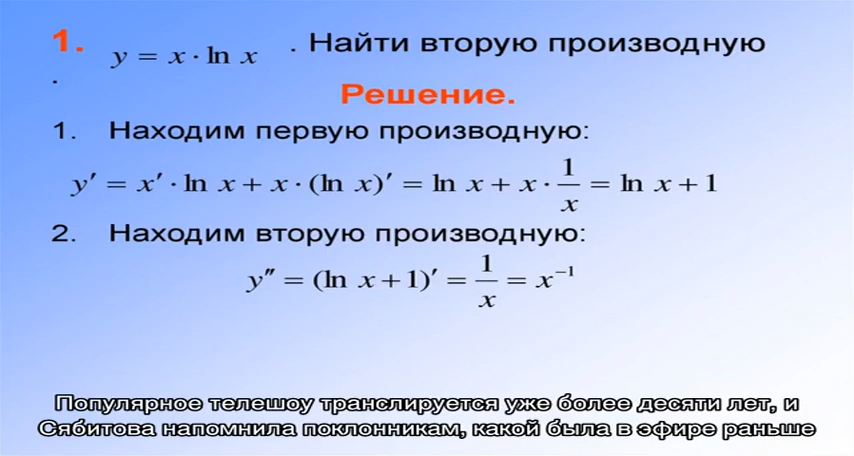 1. y = x · ln x . Найти вторую производную
.
Решение.
1. Находим первую производную:
y′ = x′ · ln x + x · (ln x)′ = ln x + x · 1/x = ln x + 1
2. Находим вторую производную:
y″ = (ln x + 1)′ = 1/x = x⁻¹
Популярное телешоу транслируется уже более десяти лет, и
Сябитова напомнила поклонникам, какой была в эфире раньше